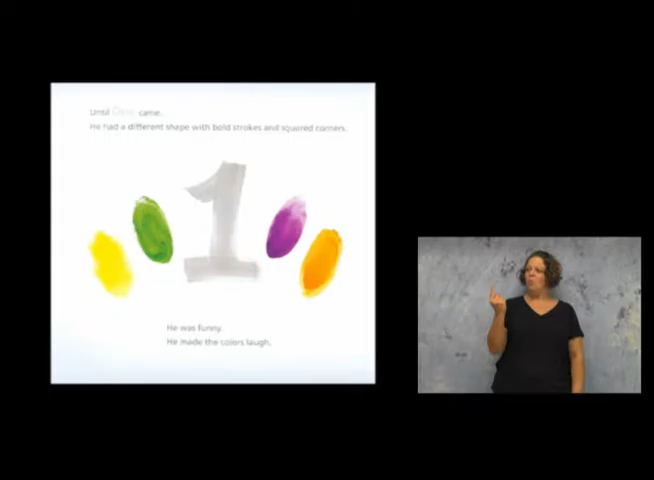 Until One came.
He had a different shape with bold strokes and squared corners.
1
He was funny.
He made the colors laugh.